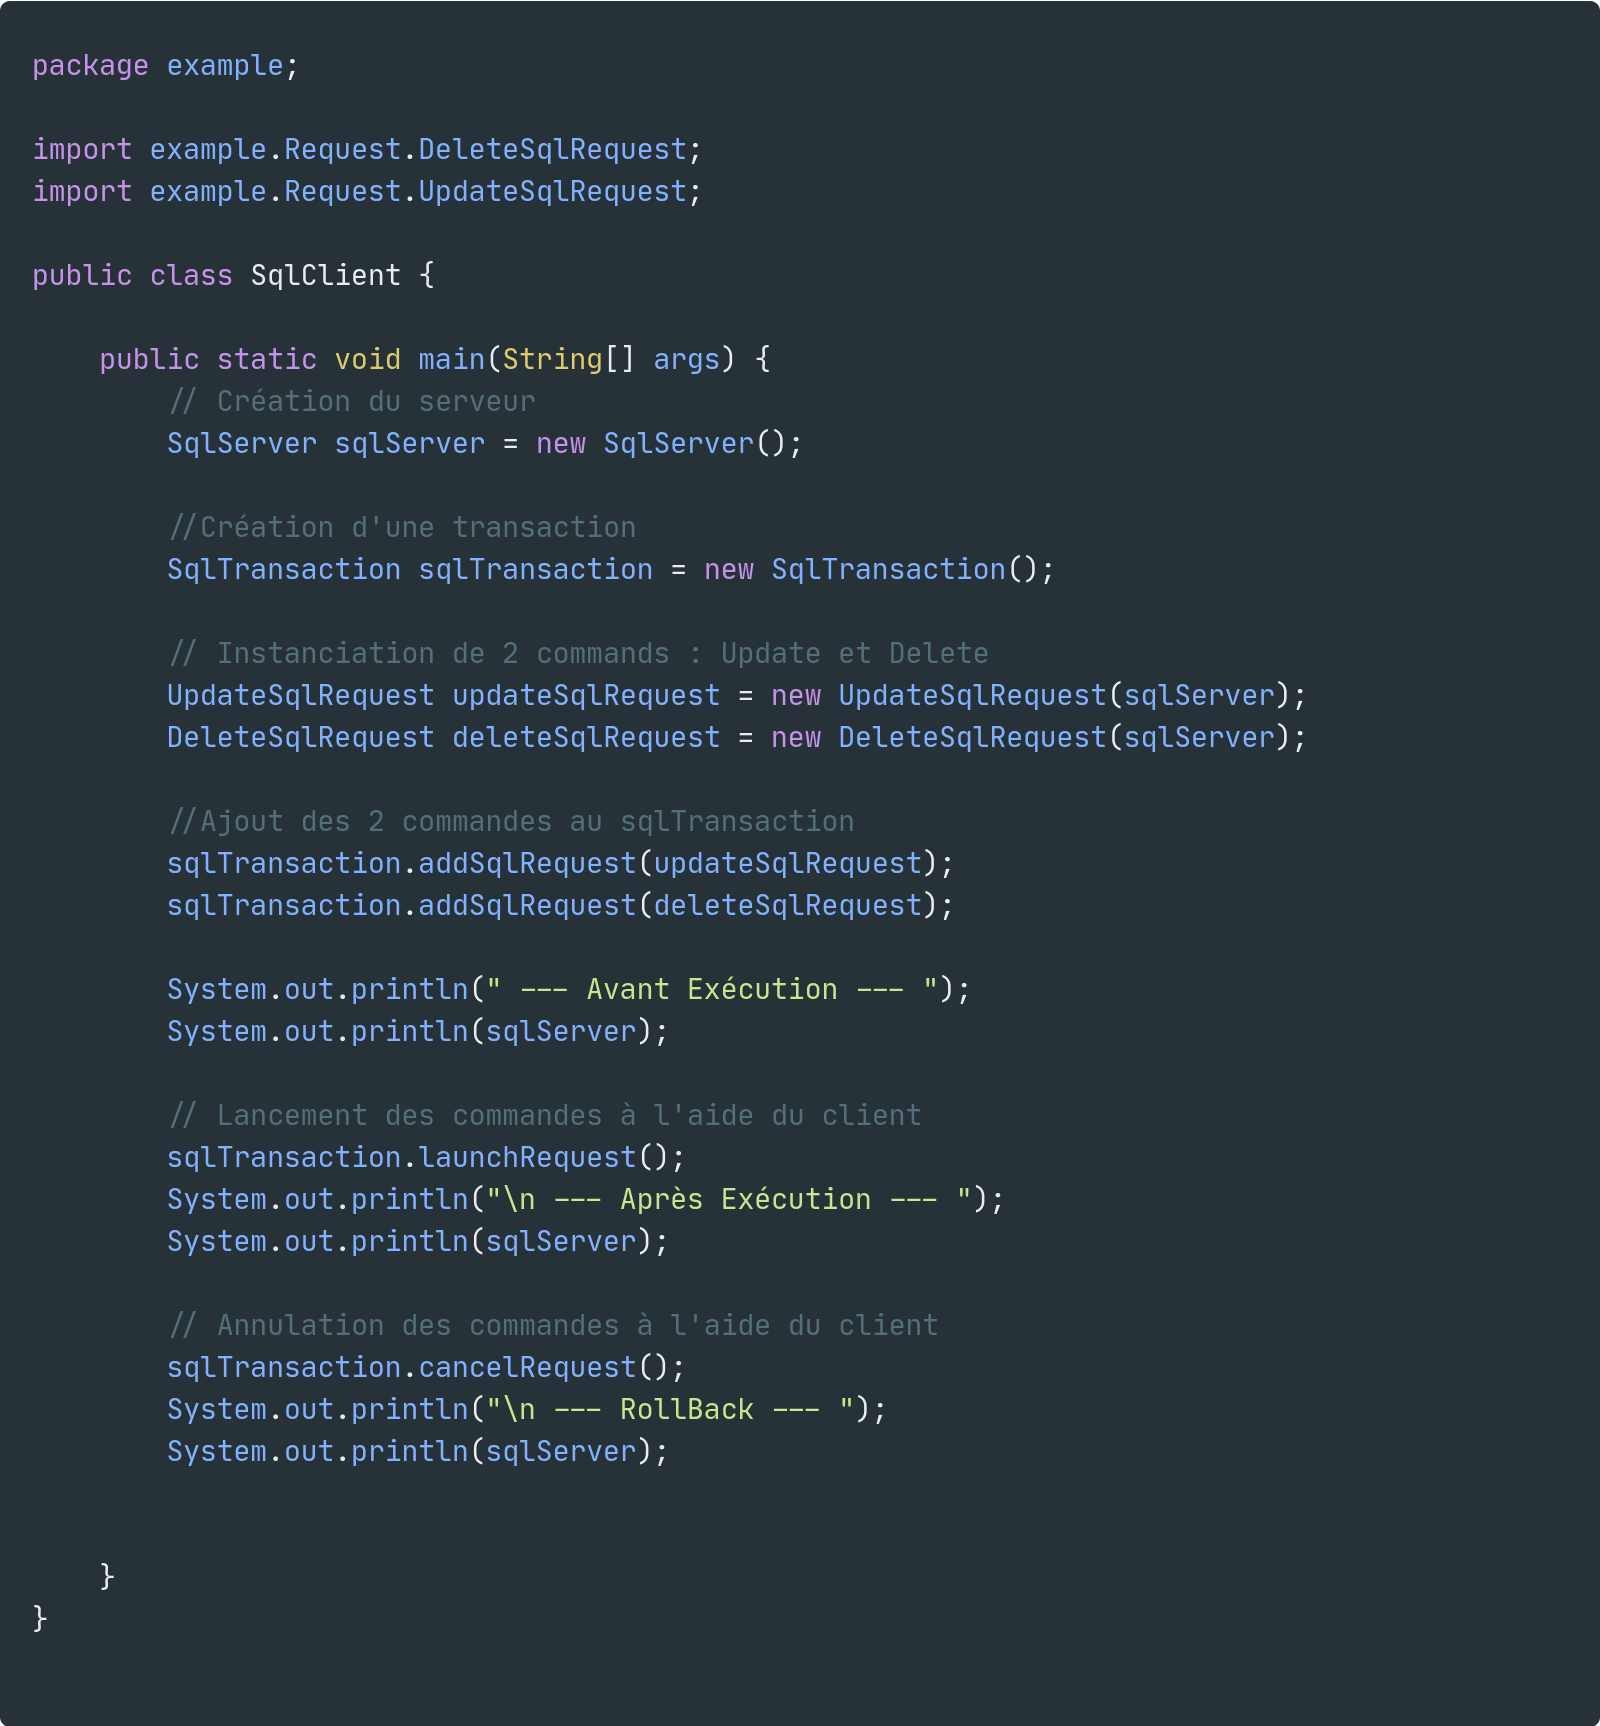 package example;
import example.Request.DeleteSqlRequest;
import example.Request.UpdateSqlRequest;
public class SqlClient {
public static void main(String[] args) {
// Création du serveur
SqlServer sqlServer = new SqlServer();
//Création d'une transaction
SqlTransaction sqlTransaction = new SqlTransaction();
// Instanciation de 2 commands : Update et Delete
UpdateSqlRequest updateSqlRequest = new UpdateSqlRequest(sqlServer);
DeleteSqlRequest deleteSqlRequest = new DeleteSqlRequest(sqlServer);
//Ajout des 2 commandes au sqlTransaction
sqlTransaction.addSqlRequest(updateSqlRequest);
sqlTransaction.addSqlRequest(deleteSqlRequest);
System.out.println(" --- Avant Exécution --- ");
System.out.println(sqlServer);
// Lancement des commandes à l'aide du client
sqlTransaction.launchRequest();
System.out.println("\n --- Après Exécution --- ");
System.out.println(sqlServer);
// Annulation des commandes à l'aide du client
sqlTransaction.cancelRequest();
System.out.println("\n --- RollBack --- ");
System.out.println(sqlServer);
}
}